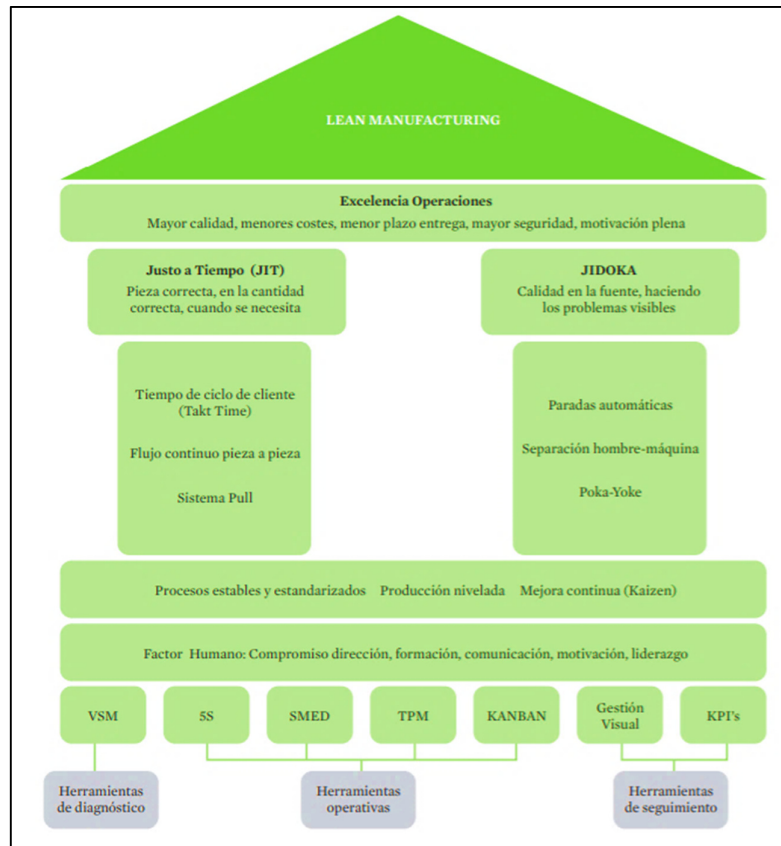 LEAN MANUFACTURING
Excelencia Operaciones
Mayor calidad, menores costes, menor plazo entrega, mayor seguridad, motivación plena
Justo a Tiempo (JIT)
Pieza correcta, en la cantidad
correcta, cuando se necesita
JIDOKA
Calidad en la fuente, haciendo
los problemas visibles
Tiempo de ciclo de cliente
(Takt Time)
Flujo continuo pieza a pieza
Sistema Pull
Paradas automáticas
Separación hombre-máquina
Poka-Yoke
Procesos estables y estandarizados Producción nivelada Mejora continua (Kaizen)
Factor Humano: Compromiso dirección, formación, comunicación, motivación, liderazgo
VSM
5S
SMED
TPM
KANBAN
Gestión
Visual
KPI's
Herramientas
de diagnóstico
Herramientas
operativas
Herramientas
de seguimiento